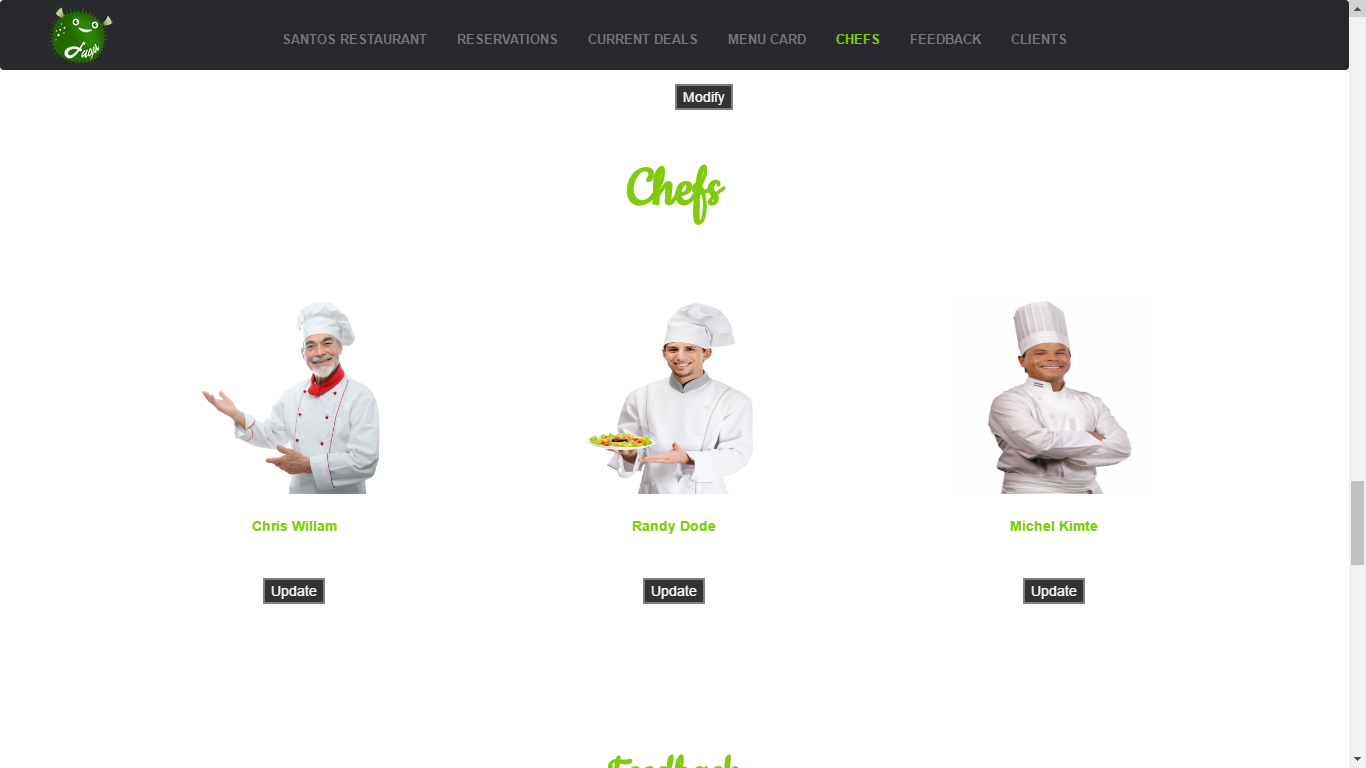 fugu
SANTOS RESTAURANT RESERVATIONS CURRENT DEALS MENU CARD CHEFS FEEDBACK CLIENTS
Modify
Chefs
Chris Willam Randy Dode Michel Kimte
Update Update Update
Feedback